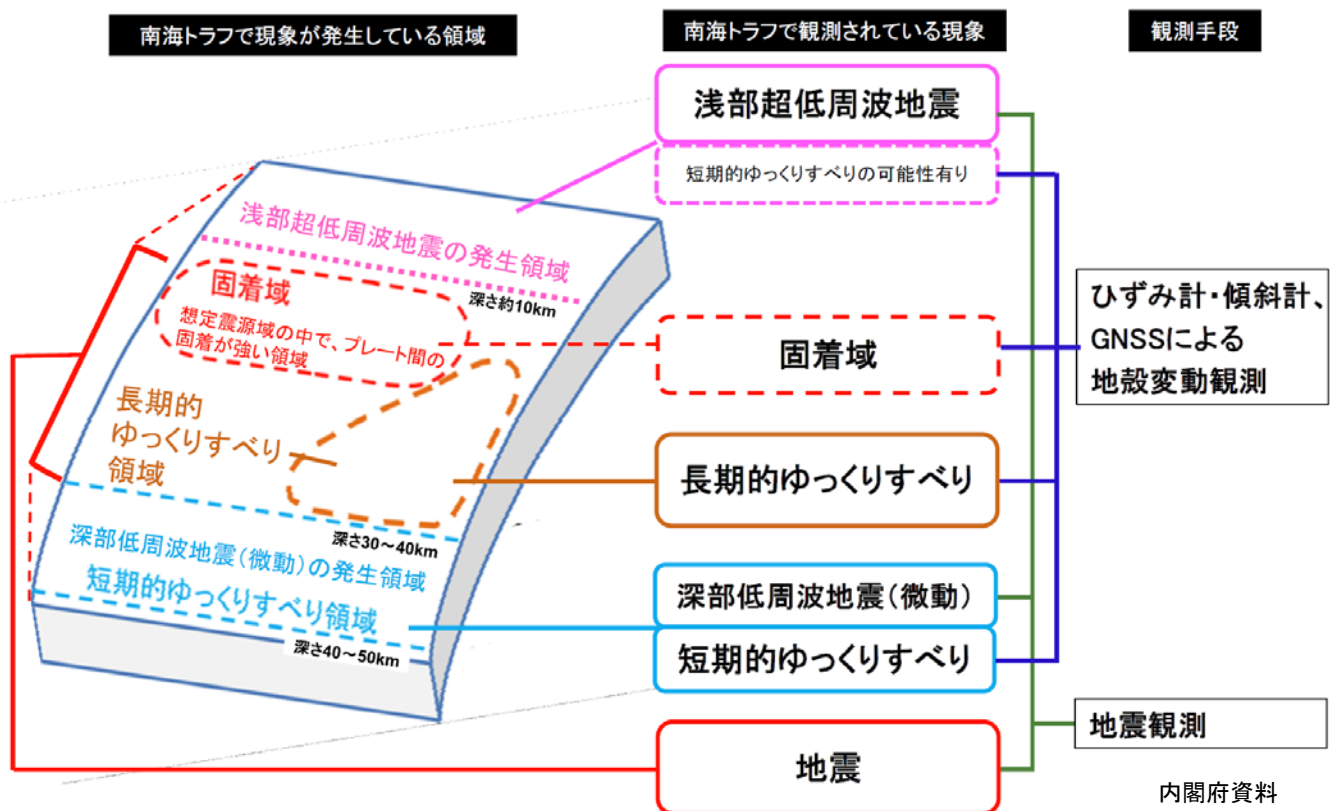 南海トラフで現象が発生している領域
南海トラフで観測されている現象
観測手段
浅部超低周波地震
短期的ゆっくりすべりの可能性有り
浅部超低周波地震の発生領域
深さ約10km
固着域
想定震源域の中で、プレート間の
固着が強い領域
固着域
ひずみ計・傾斜計、
GNSSによる
地殻変動観測
長期的
ゆっくりすべり
領域
長期的ゆっくりすべり
深さ30～40km
深部低周波地震(微動)の発生領域
短期的ゆっくりすべり領域
深さ40～50km
深部低周波地震(微動)
短期的ゆっくりすべり
地震
地震観測
内閣府資料